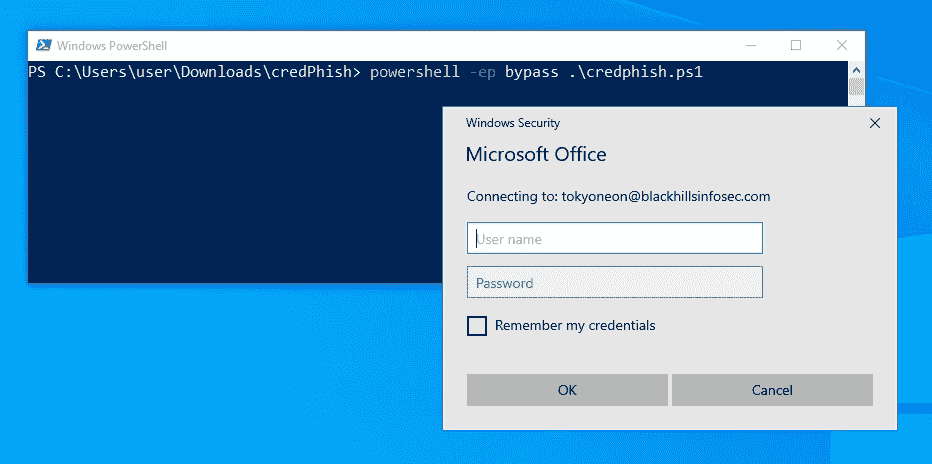 Windows PowerShell
PS C:\Users\user\Downloads\credPhish> powershell -ep bypass .\credphish.ps1
Windows Security
Microsoft Office
Connecting to: tokyoneon@blackhillsinfosec.com
User name
Password
Remember my credentials
OK
Cancel